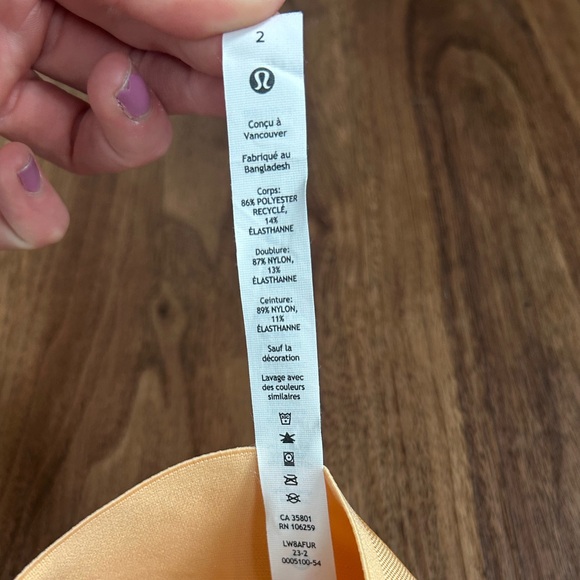 2
Conçu à
Vancouver
Fabriqué au
Bangladesh
Corps:
86% POLYESTER
RECYCLÉ,
14%
ÉLASTHANNE
Doublure:
87% NYLON,
13%
ÉLASTHANNE
Ceinture:
89% NYLON,
11%
ÉLASTHANNE
Sauf la
décoration
Lavage avec
des couleurs
similaires
CA 35801
RN 106259
LW8AFUR
23-2
0005100-54